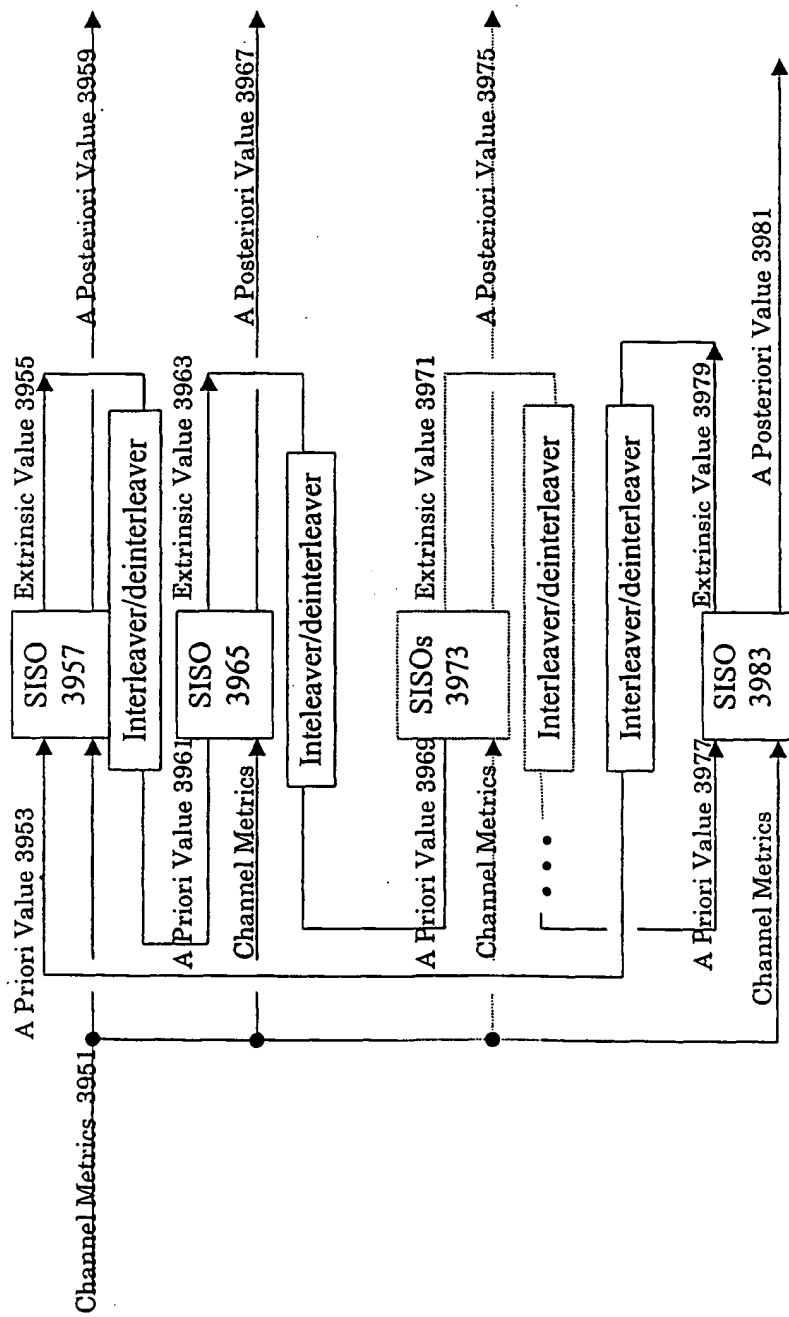 Channel Metrics 3951
A Priori Value 3953
SISO
3957
Extrinsic Value 3955
A Posteriori Value 3959
Interleaver/deinterleaver
A Priori Value 3961
Channel Metrics
SISO
3965
Extrinsic Value 3963
A Posteriori Value 3967
Inteleaver/deinterleaver
A Priori Value 3969
Channel Metrics
SISOs
3973
Extrinsic Value 3971
A Posteriori Value 3975
Interleaver/deinterleaver
Interleaver/deinterleaver
A Priori Value 3977
Channel Metrics
SISO
3983
Extrinsic Value 3979
A Posteriori Value 3981